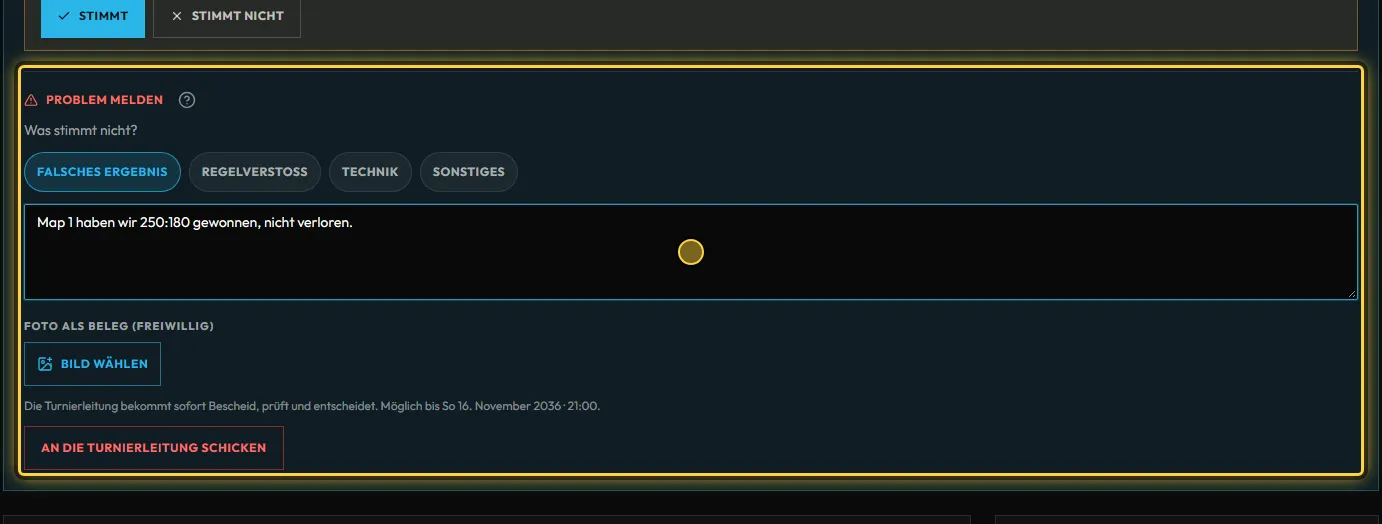 STIMMT
STIMMT NICHT
PROBLEM MELDEN ?
Was stimmt nicht?
FALSCHES ERGEBNIS
REGELVERSTOSS
TECHNIK
SONSTIGES
Map 1 haben wir 250:180 gewonnen, nicht verloren.
FOTO ALS BELEG (FREIWILLIG)
BILD WÄHLEN
Die Turnierleitung bekommt sofort Bescheid, prüft und entscheidet. Möglich bis So 16. November 2036 · 21:00.
AN DIE TURNIERLEITUNG SCHICKEN